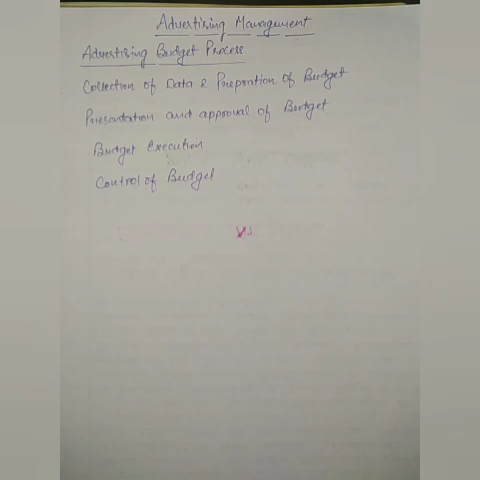 Advertising Management
Advertising Budget Process
Collection of Data & Prepration of Budget
Presentation and approval of Budget
Budget Execution
Control of Budget